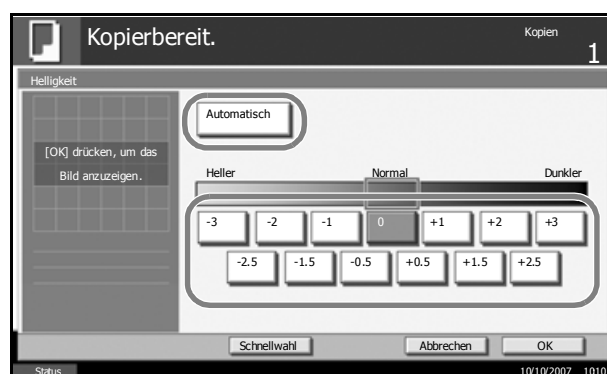 Kopierbereit.
Kopien
1
Helligkeit
Automatisch
[OK] drücken, um das
Bild anzuzeigen.
Heller Normal Dunkler
-3 -2 -1 0 +1 +2 +3
-2.5 -1.5 -0.5 +0.5 +1.5 +2.5
Schnellwahl Abbrechen OK
Status 10/10/2007 1010